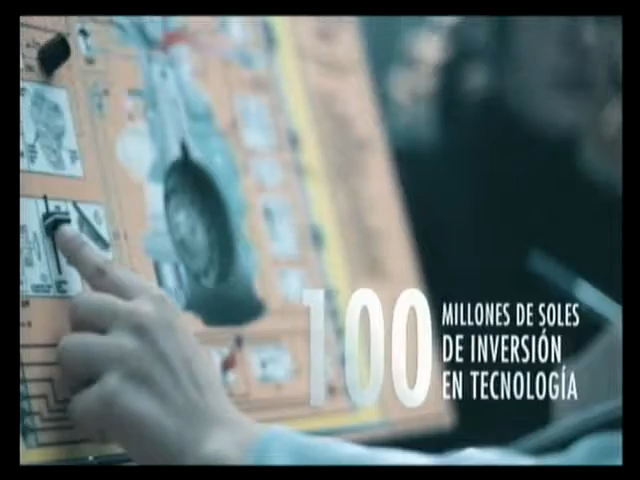 100
MILLONES DE SOLES
DE INVERSIÓN
EN TECNOLOGÍA